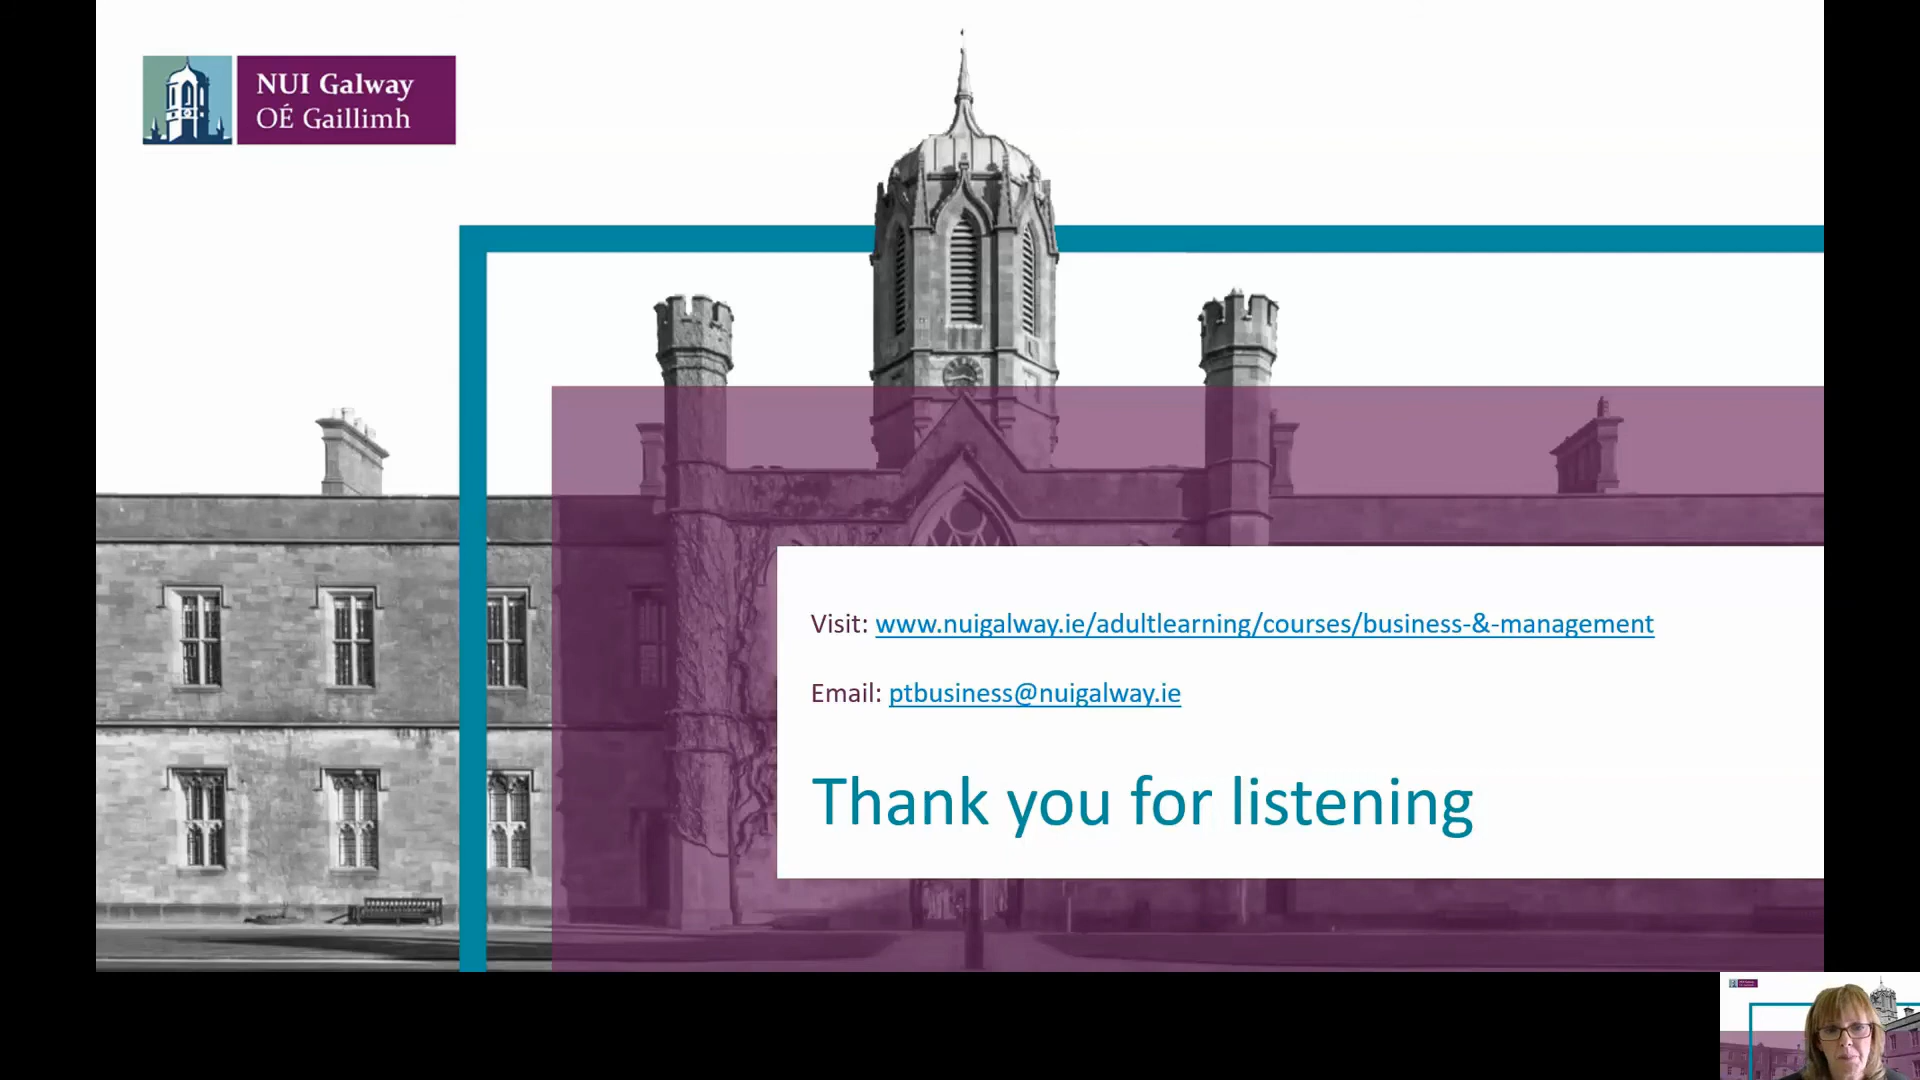 NUI Galway
OÉ Gaillimh
Visit: www.nuigalway.ie/adultlearning/courses/business-&-management
Email: ptbusiness@nuigalway.ie
Thank you for listening